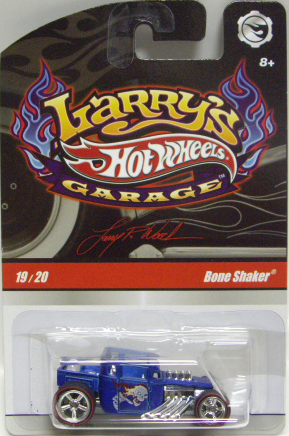 8+
Larry's
Hot Wheels
GARAGE
19/20
Bone Shaker®